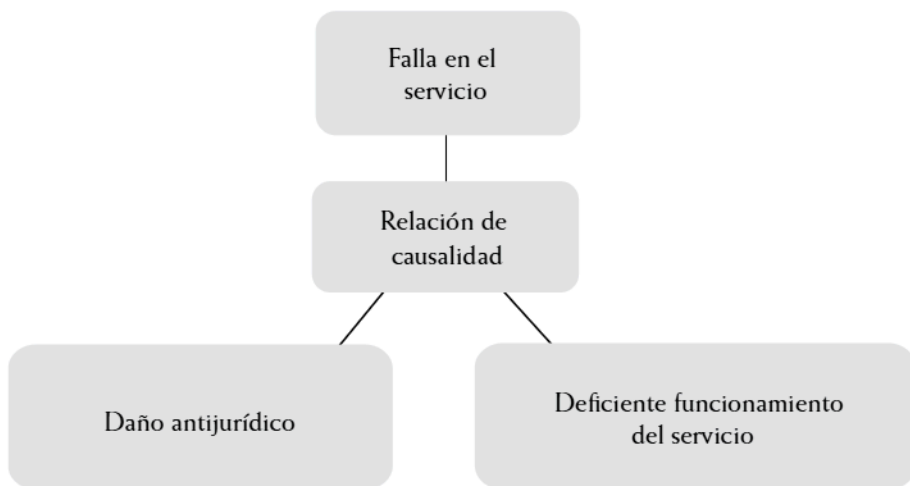 Falla en el
servicio
Relación de
causalidad
Daño antijurídico
Deficiente funcionamiento
del servicio